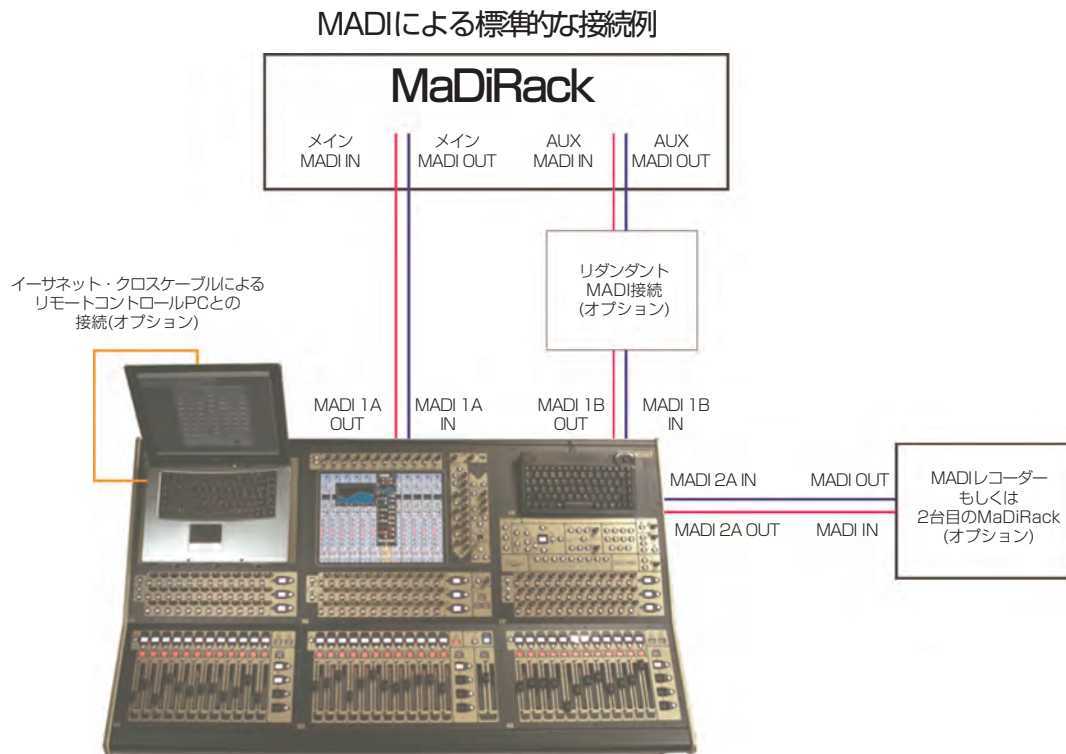 MADIによる標準的な接続例
MaDiRack
メイン
MADI IN
メイン
MADI OUT
AUX
MADI IN
AUX
MADI OUT
リダンダント
MADI接続
(オプション)
イーサネット・クロスケーブルによる
リモートコントロールPCとの
接続(オプション)
MADI 1A
OUT
MADI 1A
IN
MADI 1B
OUT
MADI 1B
IN
MADI 2A IN
MADI OUT
MADI 2A OUT
MADI IN
MADIレコーダー
もしくは
2台目のMaDiRack
(オプション)